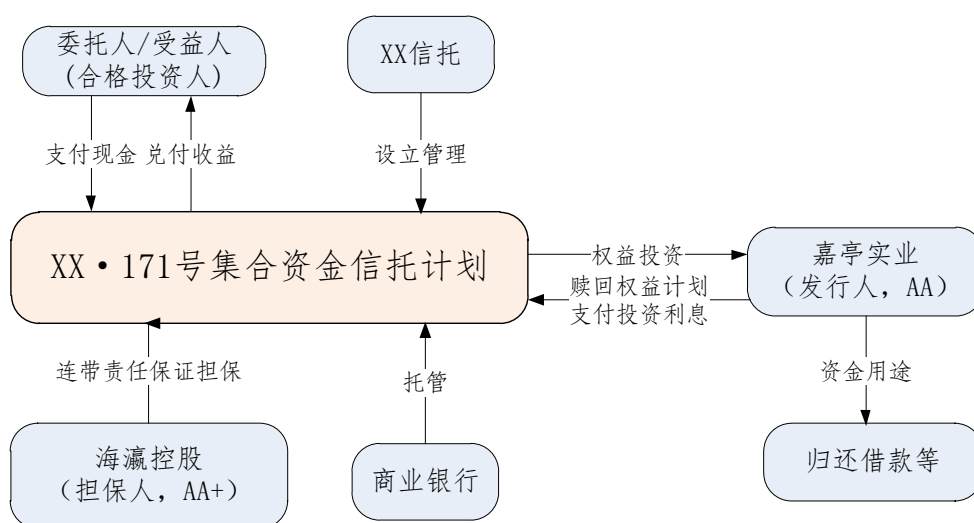 委托人/受益人
(合格投资人)
XX信托
支付现金 兑付收益
设立管理
XX·171号集合资金信托计划
权益投资
赎回权益计划
支付投资利息
嘉亭实业
（发行人，AA）
连带责任保证担保
托管
资金用途
海瀛控股
（担保人，AA+）
商业银行
归还借款等